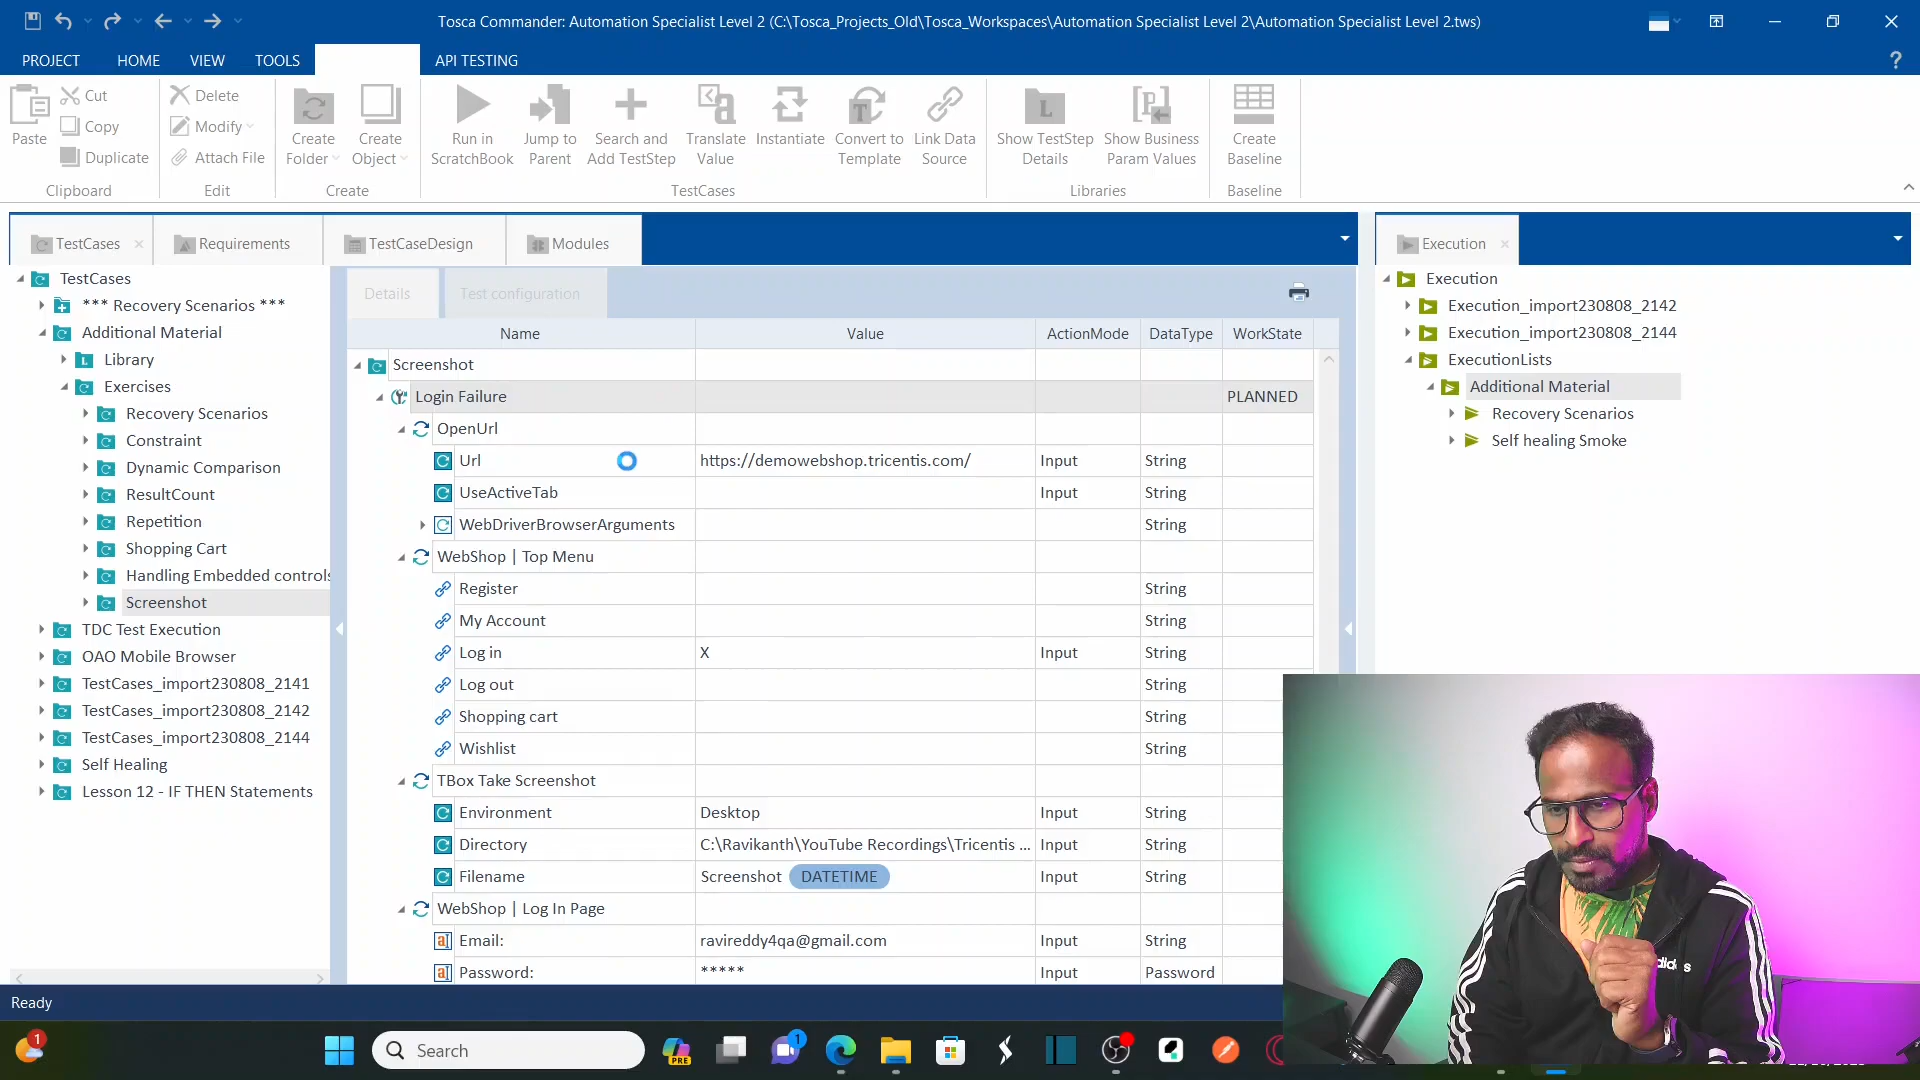 Tosca Commander: Automation Specialist Level 2 (C:\Tosca_Projects_Old\Tosca_Workspaces\Automation Specialist Level 2\Automation Specialist Level 2.tws)
PROJECT HOME VIEW TOOLS API TESTING ?
Paste Cut Copy Duplicate
Clipboard
Delete Modify Attach File
Edit
Create Folder Create Object
Create
Run in ScratchBook Jump to Parent Search and Add TestStep Translate Value Instantiate Convert to Template Link Data Source
TestCases
Show TestStep Details Show Business Param Values
Libraries
Create Baseline
Baseline
TestCases Requirements TestCaseDesign Modules
TestCases
*** Recovery Scenarios ***
Additional Material
Library
Exercises
Recovery Scenarios
Constraint
Dynamic Comparison
ResultCount
Repetition
Shopping Cart
Handling Embedded controls
Screenshot
TDC Test Execution
OAO Mobile Browser
TestCases_import230808_2141
TestCases_import230808_2142
TestCases_import230808_2144
Self Healing
Lesson 12 - IF THEN Statements
Details Test configuration
Name Value ActionMode DataType WorkState
Screenshot
Login Failure PLANNED
OpenUrl
Url https://demowebshop.tricentis.com/ Input String
UseActiveTab Input String
WebDriverBrowserArguments String
WebShop | Top Menu
Register String
My Account String
Log in X Input String
Log out String
Shopping cart String
Wishlist String
TBox Take Screenshot
Environment Desktop Input String
Directory C:\Ravikanth\YouTube Recordings\Tricentis ... Input String
Filename Screenshot DATETIME Input String
WebShop | Log In Page
Email: ravireddy4qa@gmail.com Input String
Password: ***** Input Password
Execution
Execution
Execution_import230808_2142
Execution_import230808_2144
ExecutionLists
Additional Material
Recovery Scenarios
Self healing Smoke
Ready
1
Search
PRE
1